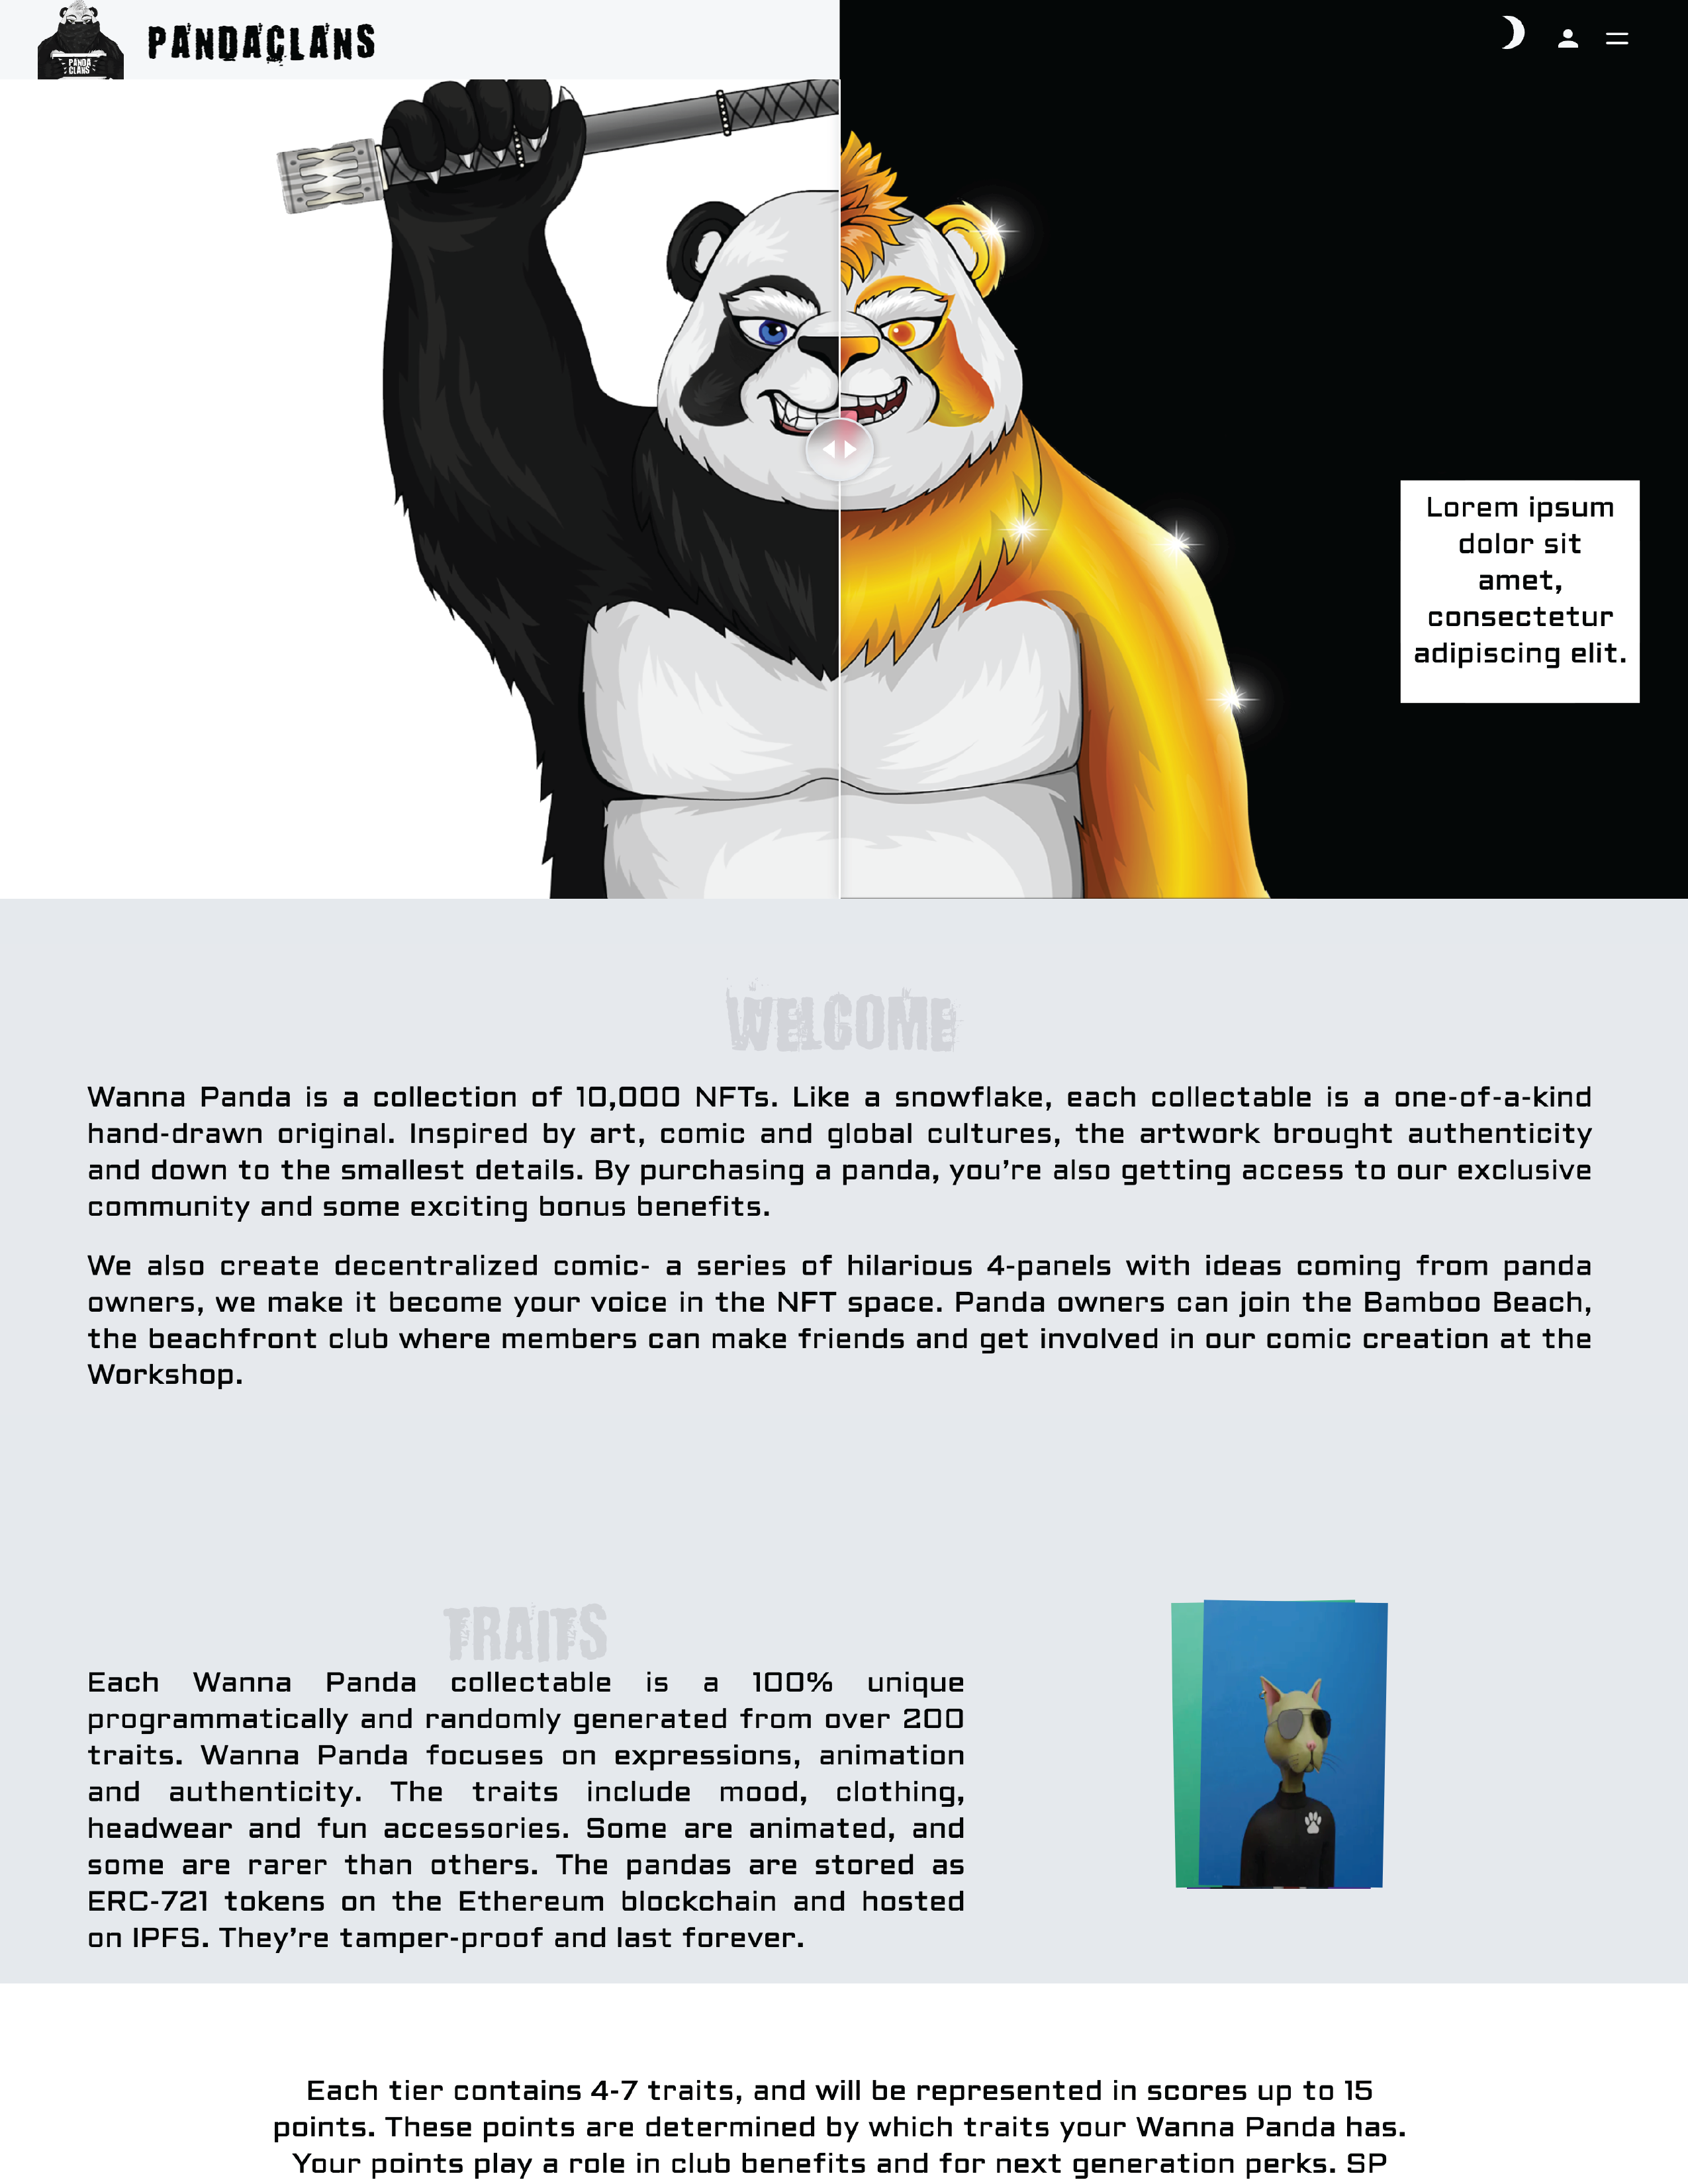 PANDA
CLANS
PANDACLANS
Lorem ipsum
dolor sit
amet,
consectetur
adipiscing elit.
WELCOME
Wanna Panda is a collection of 10,000 NFTs. Like a snowflake, each collectable is a one-of-a-kind
hand-drawn original. Inspired by art, comic and global cultures, the artwork brought authenticity
and down to the smallest details. By purchasing a panda, you’re also getting access to our exclusive
community and some exciting bonus benefits.
We also create decentralized comic- a series of hilarious 4-panels with ideas coming from panda
owners, we make it become your voice in the NFT space. Panda owners can join the Bamboo Beach,
the beachfront club where members can make friends and get involved in our comic creation at the
Workshop.
TRAITS
Each Wanna Panda collectable is a 100% unique
programmatically and randomly generated from over 200
traits. Wanna Panda focuses on expressions, animation
and authenticity. The traits include mood, clothing,
headwear and fun accessories. Some are animated, and
some are rarer than others. The pandas are stored as
ERC-721 tokens on the Ethereum blockchain and hosted
on IPFS. They’re tamper-proof and last forever.
Each tier contains 4-7 traits, and will be represented in scores up to 15
points. These points are determined by which traits your Wanna Panda has.
Your points play a role in club benefits and for next generation perks. SP